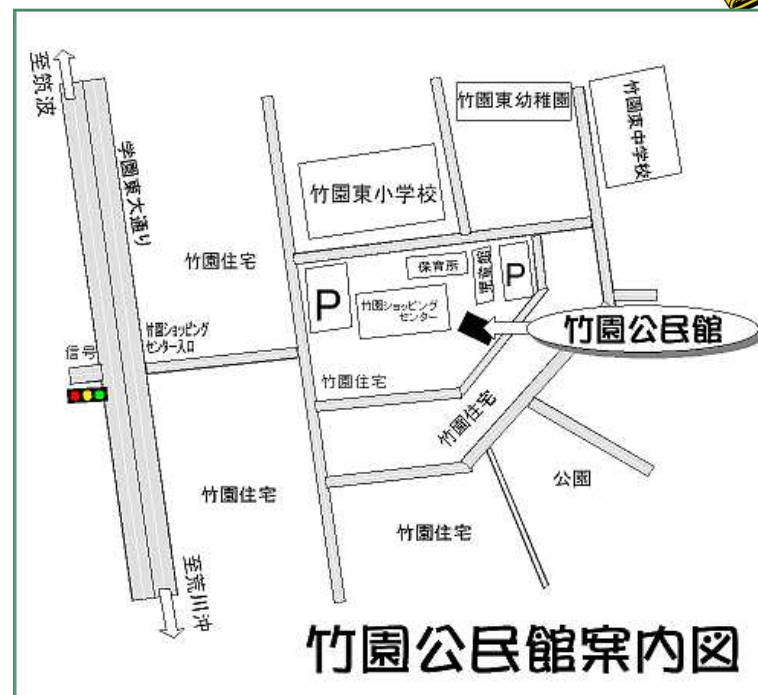 至筑波
学園東大通り
竹園東幼稚園
竹園東中学校
竹園東小学校
竹園住宅
保育所
児童館
P
P
竹園ショッピング
センター
竹園公民館
竹園ショッピング
センター入口
信号
竹園住宅
竹園住宅
竹園住宅
公園
竹園住宅
至荒川沖
竹園公民館案内図